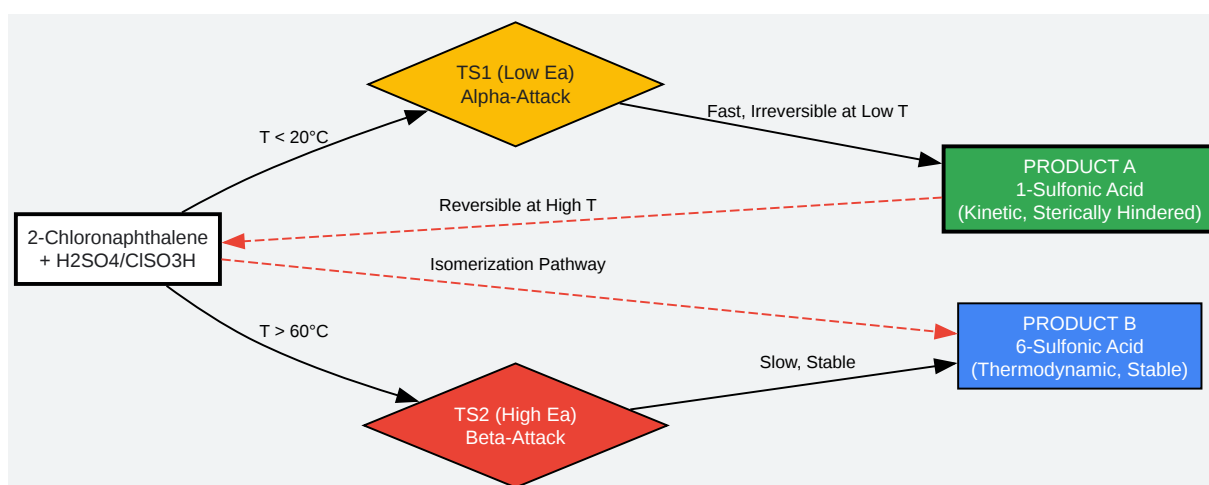 TS1 (Low Ea)
Alpha-Attack
Fast, Irreversible at Low T
T < 20°C
PRODUCT A
1-Sulfonic Acid
(Kinetic, Sterically Hindered)
Reversible at High T
2-Chloronaphthalene
+ H2SO4/ClSO3H
Isomerization Pathway
PRODUCT B
6-Sulfonic Acid
(Thermodynamic, Stable)
T > 60°C
Slow, Stable
TS2 (High Ea)
Beta-Attack